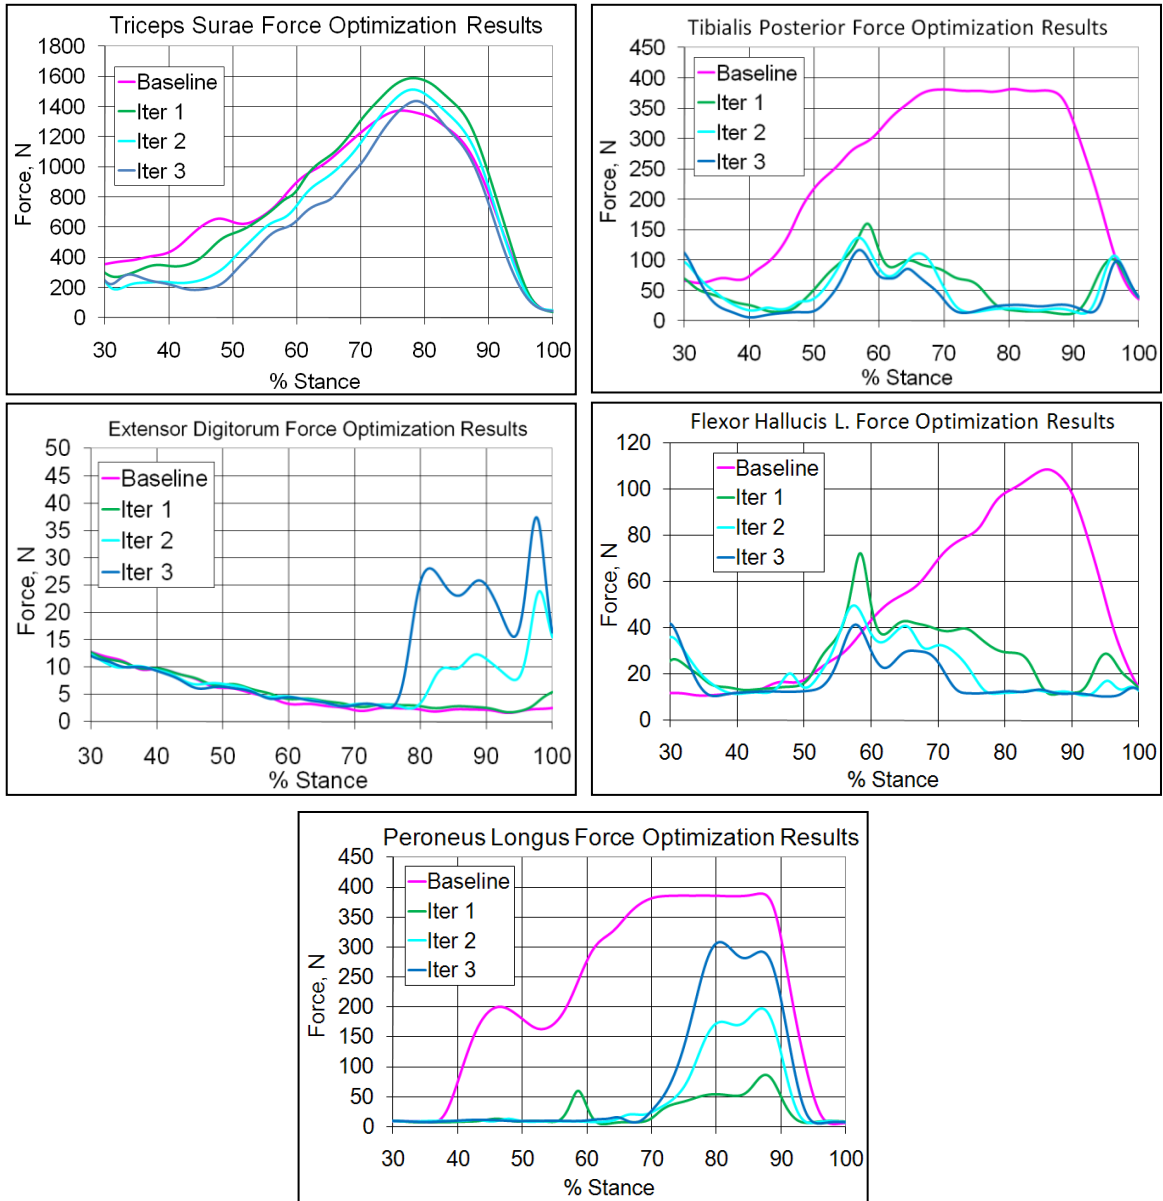 Triceps Surae Force Optimization Results
1800
1600
1400
1200
1000
800
600
400
200
0
Force, N
Baseline
Iter 1
Iter 2
Iter 3
30 40 50 60 70 80 90 100
% Stance
Tibialis Posterior Force Optimization Results
450
400
350
300
250
200
150
100
50
0
Force, N
Baseline
Iter 1
Iter 2
Iter 3
30 40 50 60 70 80 90 100
% Stance
Extensor Digitorum Force Optimization Results
50
45
40
35
30
25
20
15
10
5
0
Force, N
Baseline
Iter 1
Iter 2
Iter 3
30 40 50 60 70 80 90 100
% Stance
Flexor Hallucis L. Force Optimization Results
120
100
80
60
40
20
0
Force, N
Baseline
Iter 1
Iter 2
Iter 3
30 40 50 60 70 80 90 100
% Stance
Peroneus Longus Force Optimization Results
450
400
350
300
250
200
150
100
50
0
Force, N
Baseline
Iter 1
Iter 2
Iter 3
30 40 50 60 70 80 90 100
% Stance